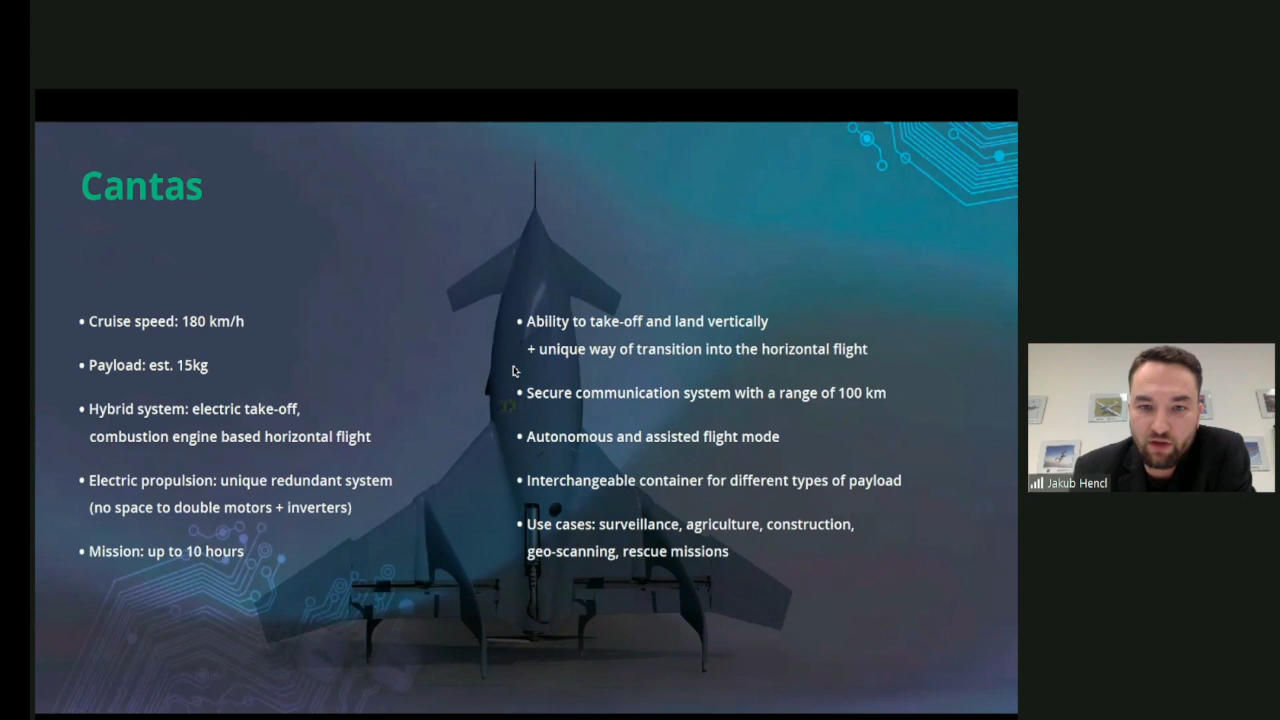 Cantas
• Cruise speed: 180 km/h
• Payload: est. 15kg
• Hybrid system: electric take-off,
combustion engine based horizontal flight
• Electric propulsion: unique redundant system
(no space to double motors + inverters)
• Mission: up to 10 hours
• Ability to take-off and land vertically
+ unique way of transition into the horizontal flight
• Secure communication system with a range of 100 km
• Autonomous and assisted flight mode
• Interchangeable container for different types of payload
• Use cases: surveillance, agriculture, construction,
geo-scanning, rescue missions
Jakub Hencl